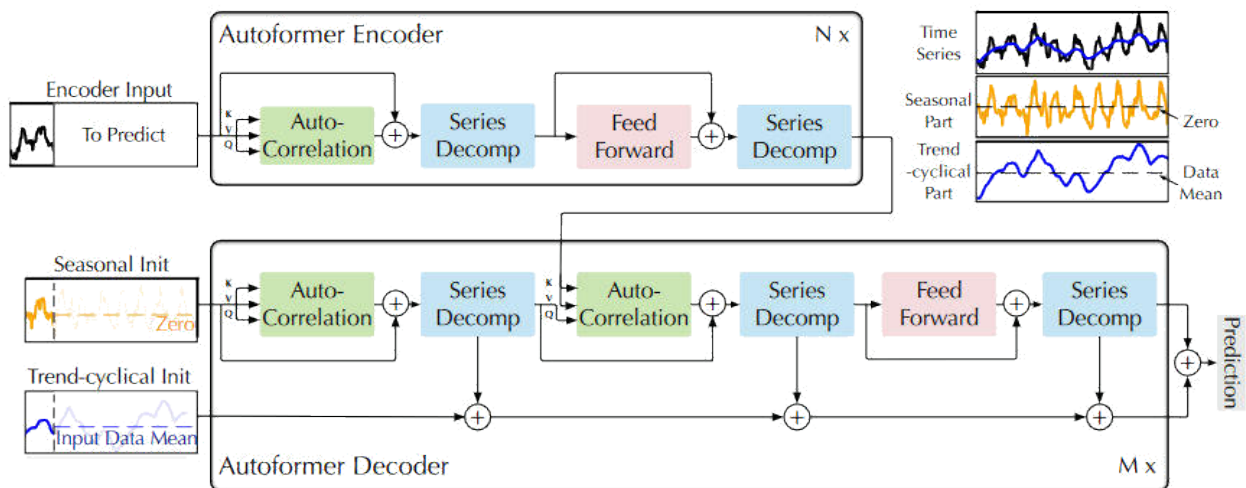 Autoformer Encoder
N x
Encoder Input
To Predict
K
V
Q
Auto-
Correlation
+
Series
Decomp
Feed
Forward
+
Series
Decomp
Time
Series
Seasonal
Part
Zero
Trend
-cyclical
Part
Data
Mean
Seasonal Init
Zero
K
V
Q
Auto-
Correlation
+
Series
Decomp
K
V
Q
Auto-
Correlation
+
Series
Decomp
Feed
Forward
+
Series
Decomp
+
Prediction
Trend-cyclical Init
Input Data Mean
+
+
+
Autoformer Decoder
M x